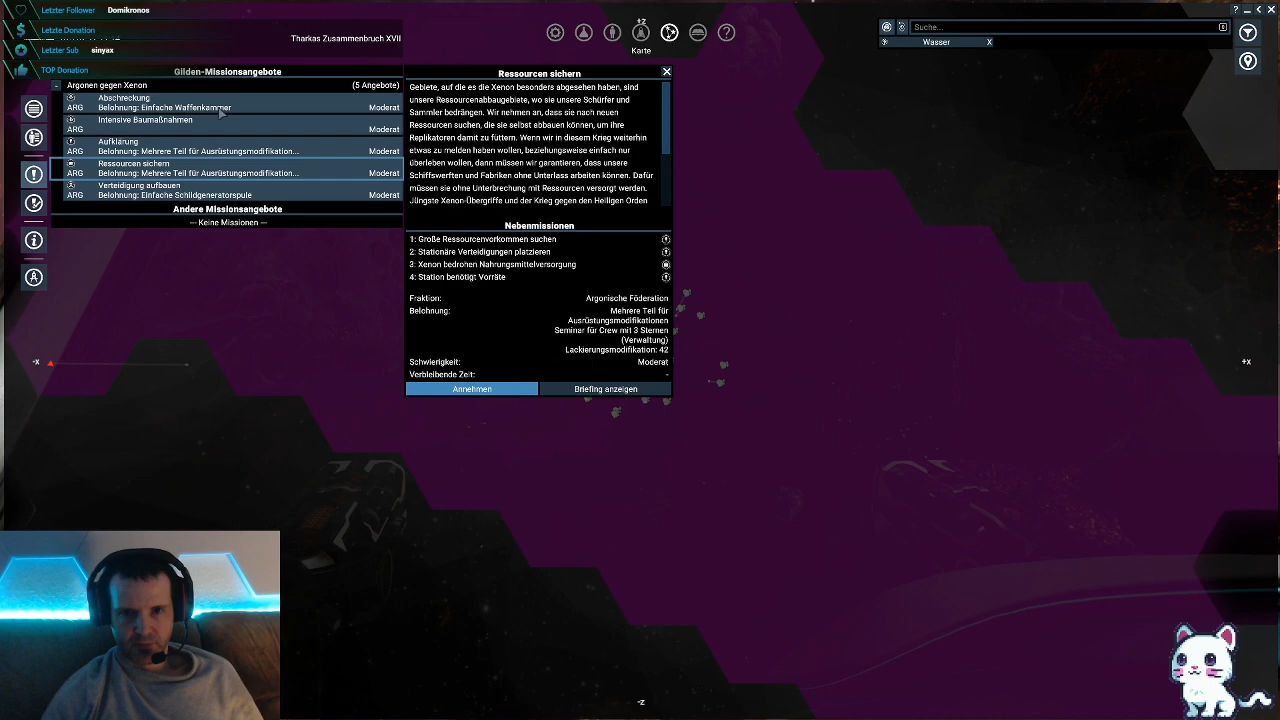 Letzter Follower Domikronos
Letzte Donation
Letzter Sub sinyax
TOP Donation
Tharkas Zusammenbruch XVII
+Z
Karte
Suche...
Wasser X
Gilden-Missionsangebote
Argonen gegen Xenon (5 Angebote)
Abschreckung
ARG Belohnung: Einfache Waffenkammer Moderat
Intensive Baumaßnahmen
ARG Moderat
Aufklärung
ARG Belohnung: Mehrere Teil für Ausrüstungsmodifikation... Moderat
Ressourcen sichern
ARG Belohnung: Mehrere Teil für Ausrüstungsmodifikation... Moderat
Verteidigung aufbauen
ARG Belohnung: Einfache Schildgeneratorspule Moderat
Andere Missionsangebote
--- Keine Missionen ---
Ressourcen sichern
Gebiete, auf die es die Xenon besonders abgesehen haben, sind
unsere Ressourcenabbaugebiete, wo sie unsere Schürfer und
Sammler bedrängen. Wir nehmen an, dass sie nach neuen
Ressourcen suchen, die sie selbst abbauen können, um ihre
Replikatoren damit zu füttern. Wenn wir in diesem Krieg weiterhin
etwas zu melden haben wollen, beziehungsweise einfach nur
überleben wollen, dann müssen wir garantieren, dass unsere
Schiffswerften und Fabriken ohne Unterlass arbeiten können. Dafür
müssen sie ohne Unterbrechung mit Ressourcen versorgt werden.
Jüngste Xenon-Übergriffe und der Krieg gegen den Heiligen Orden
Nebenmissionen
1: Große Ressourcenvorkommen suchen
2: Stationäre Verteidigungen platzieren
3: Xenon bedrohen Nahrungsmittelversorgung
4: Station benötigt Vorräte
Fraktion: Argonische Föderation
Belohnung: Mehrere Teil für
Ausrüstungsmodifikationen
Seminar für Crew mit 3 Sternen
(Verwaltung)
Lackierungsmodifikation: 42
Schwierigkeit: Moderat
Verbleibende Zeit: -
Annehmen Briefing anzeigen
-X
+X
-Z